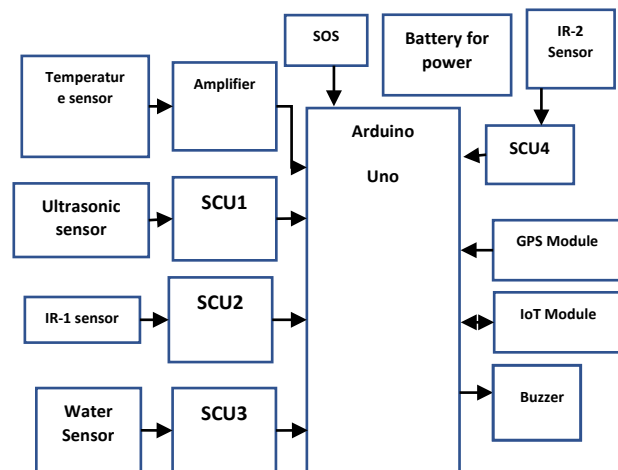 SOS
Battery for
power
IR-2
Sensor
Temperatur
e sensor
Amplifier
Arduino
Uno
SCU4
Ultrasonic
sensor
SCU1
GPS Module
IR-1 sensor
SCU2
IoT Module
Water
Sensor
SCU3
Buzzer